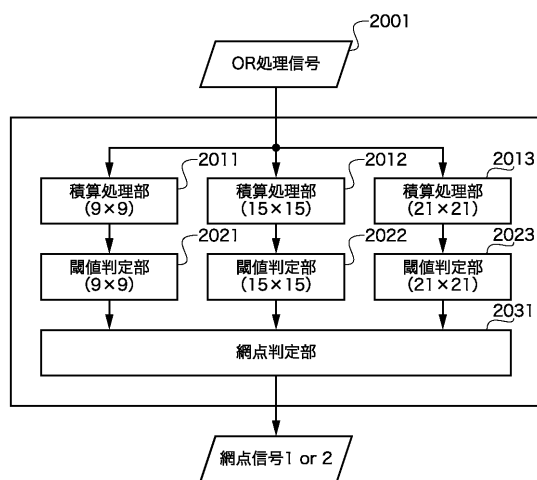 2001
OR処理信号
2011
2012
2013
積算処理部
(9×9)
積算処理部
(15×15)
積算処理部
(21×21)
2021
2022
2023
閾値判定部
(9×9)
閾値判定部
(15×15)
閾値判定部
(21×21)
2031
網点判定部
網点信号1 or 2